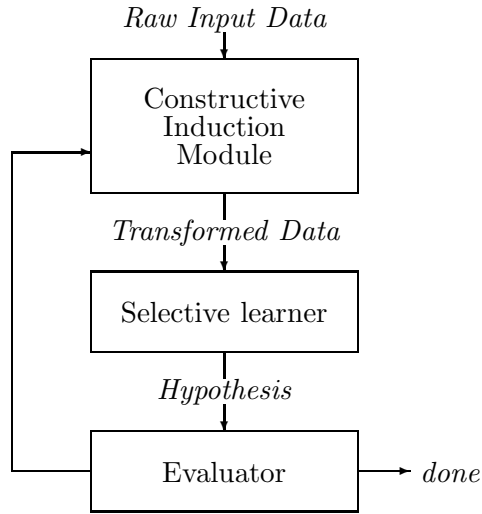 Raw Input Data
Constructive
Induction
Module
Transformed Data
Selective learner
Hypothesis
Evaluator
done